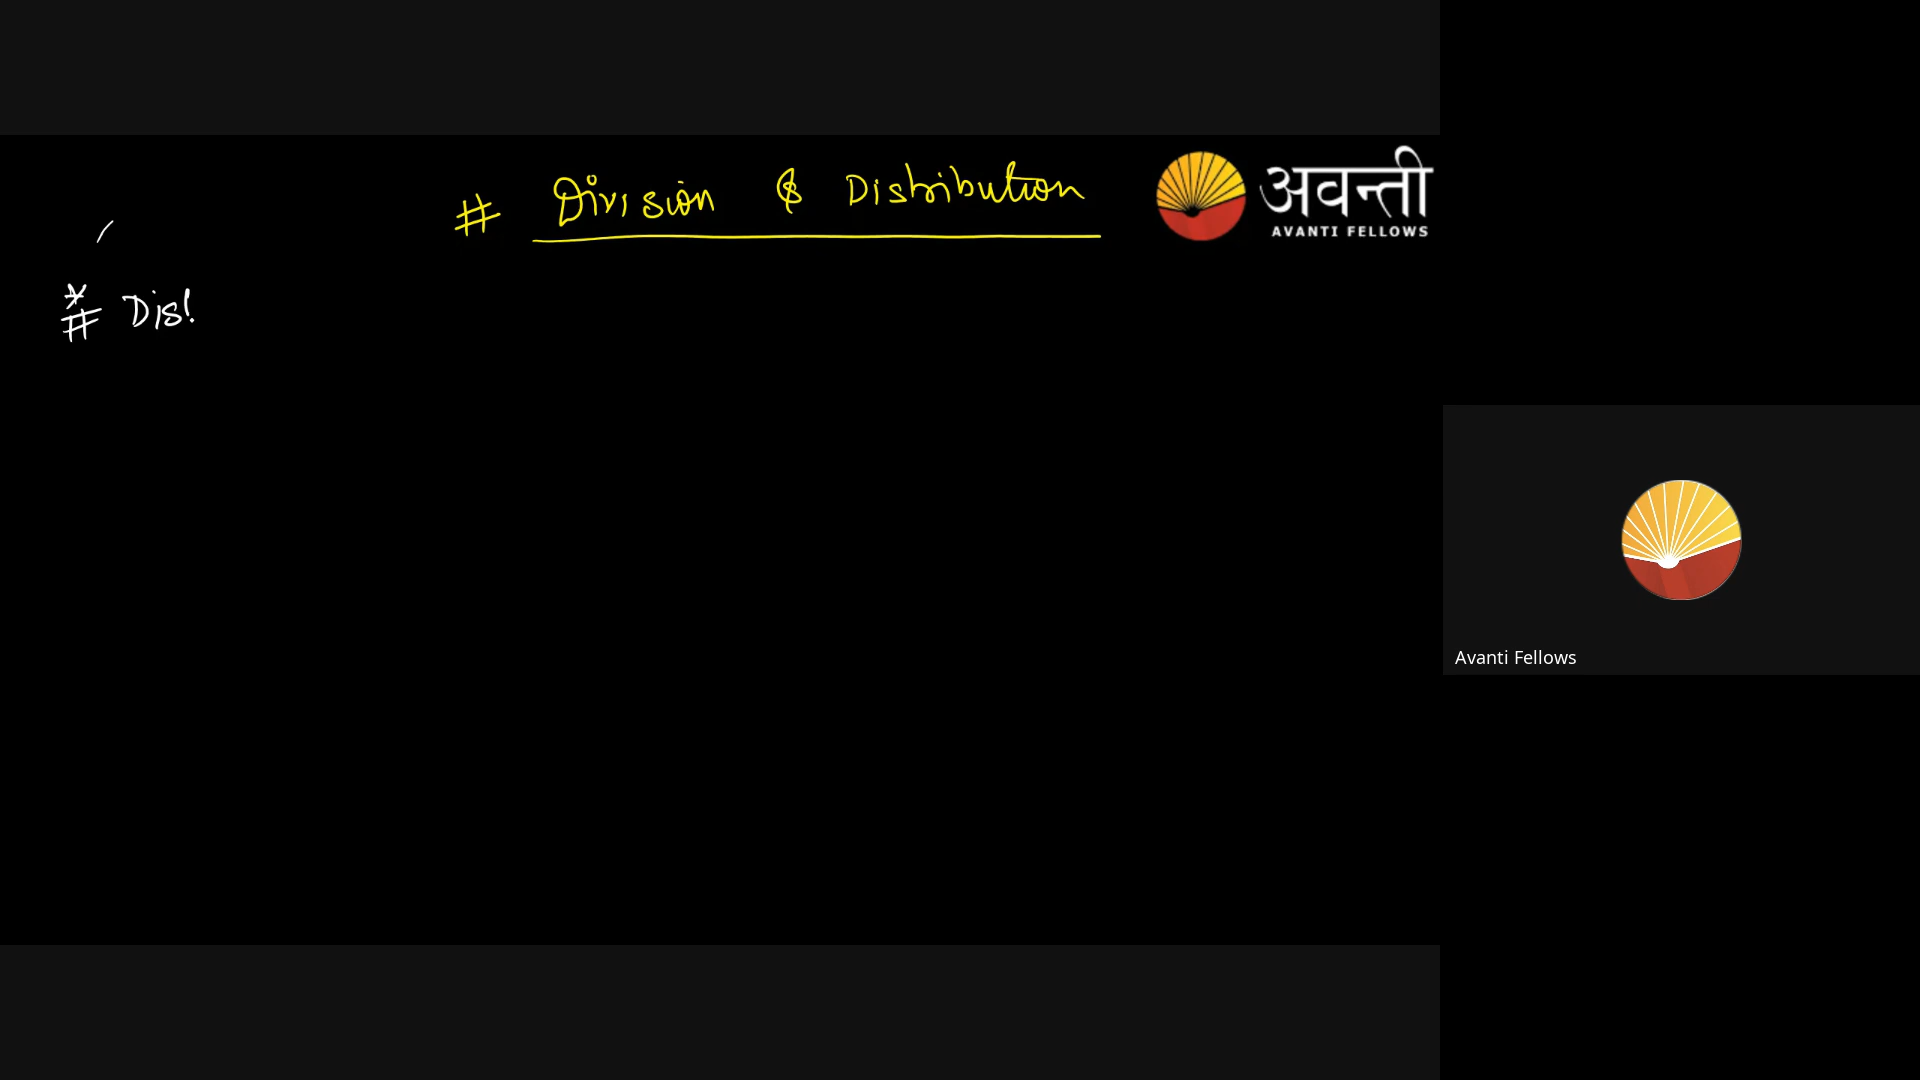 # Division & Distribution
अवन्ती
AVANTI FELLOWS
# Dis
Avanti Fellows